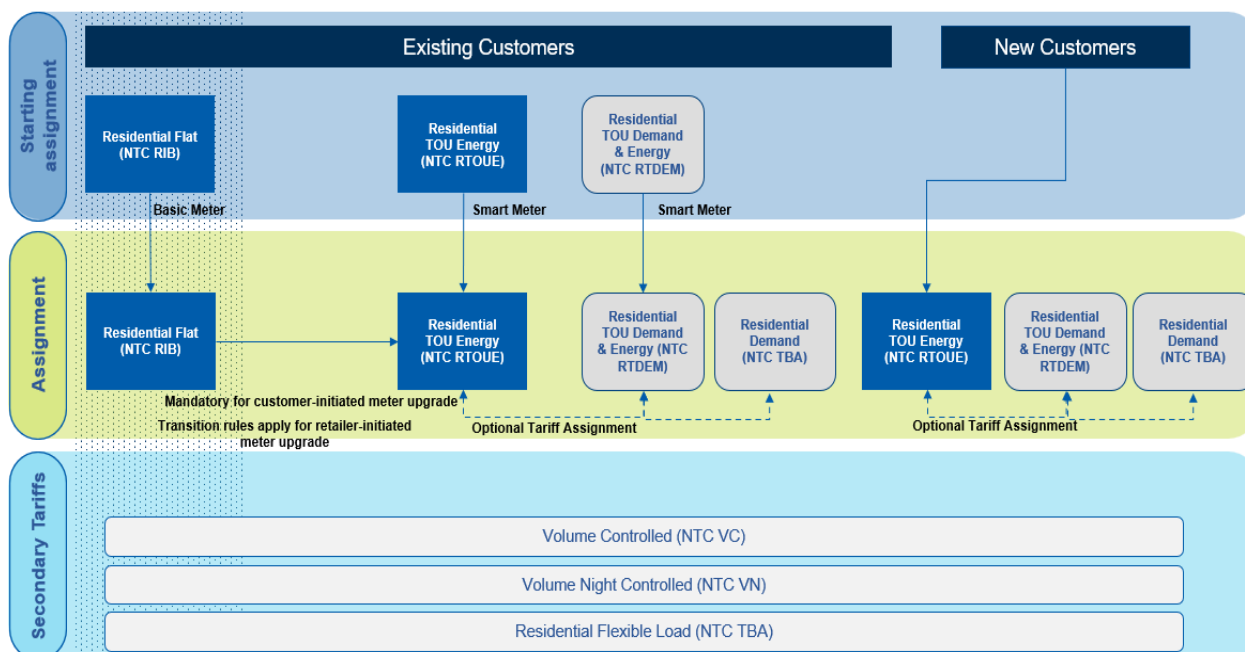 Starting
assignment
Existing Customers
New Customers
Residential Flat
(NTC RIB)
Residential
TOU Energy
(NTC RTOUE)
Residential
TOU Demand
& Energy
(NTC RTDEM)
Basic Meter
Smart Meter
Smart Meter
Assignment
Residential Flat
(NTC RIB)
Residential
TOU Energy
(NTC RTOUE)
Residential
TOU Demand
& Energy (NTC
RTDEM)
Residential
Demand
(NTC TBA)
Residential
TOU Energy
(NTC RTOUE)
Residential
TOU Demand
& Energy (NTC
RTDEM)
Residential
Demand
(NTC TBA)
Mandatory for customer-initiated meter upgrade
Transition rules apply for retailer-initiated
meter upgrade
Optional Tariff Assignment
Optional Tariff Assignment
Secondary Tariffs
Volume Controlled (NTC VC)
Volume Night Controlled (NTC VN)
Residential Flexible Load (NTC TBA)